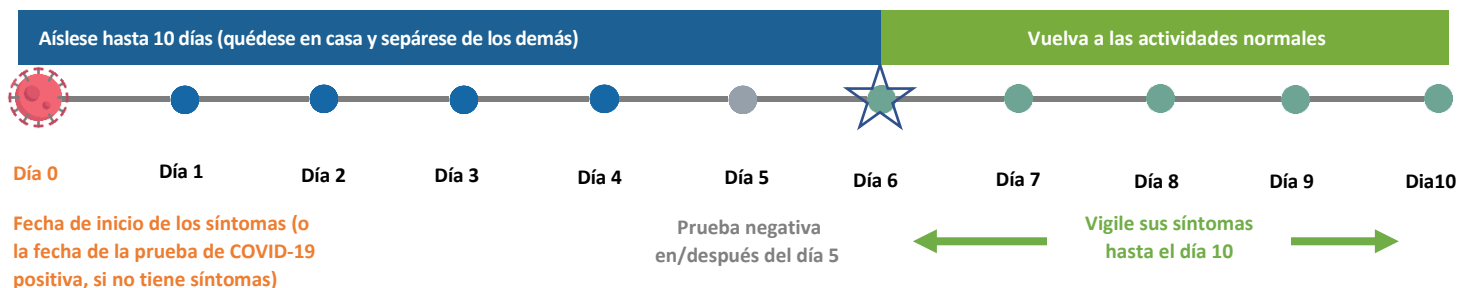 Aíslese hasta 10 días (quédese en casa y sepárese de los demás)
Vuelva a las actividades normales
Día 0
Día 1
Día 2
Día 3
Día 4
Día 5
Día 6
Día 7
Día 8
Día 9
Dia10
Fecha de inicio de los síntomas (o
la fecha de la prueba de COVID-19
positiva, si no tiene síntomas)
Prueba negativa
en/después del día 5
Vigile sus síntomas
hasta el día 10